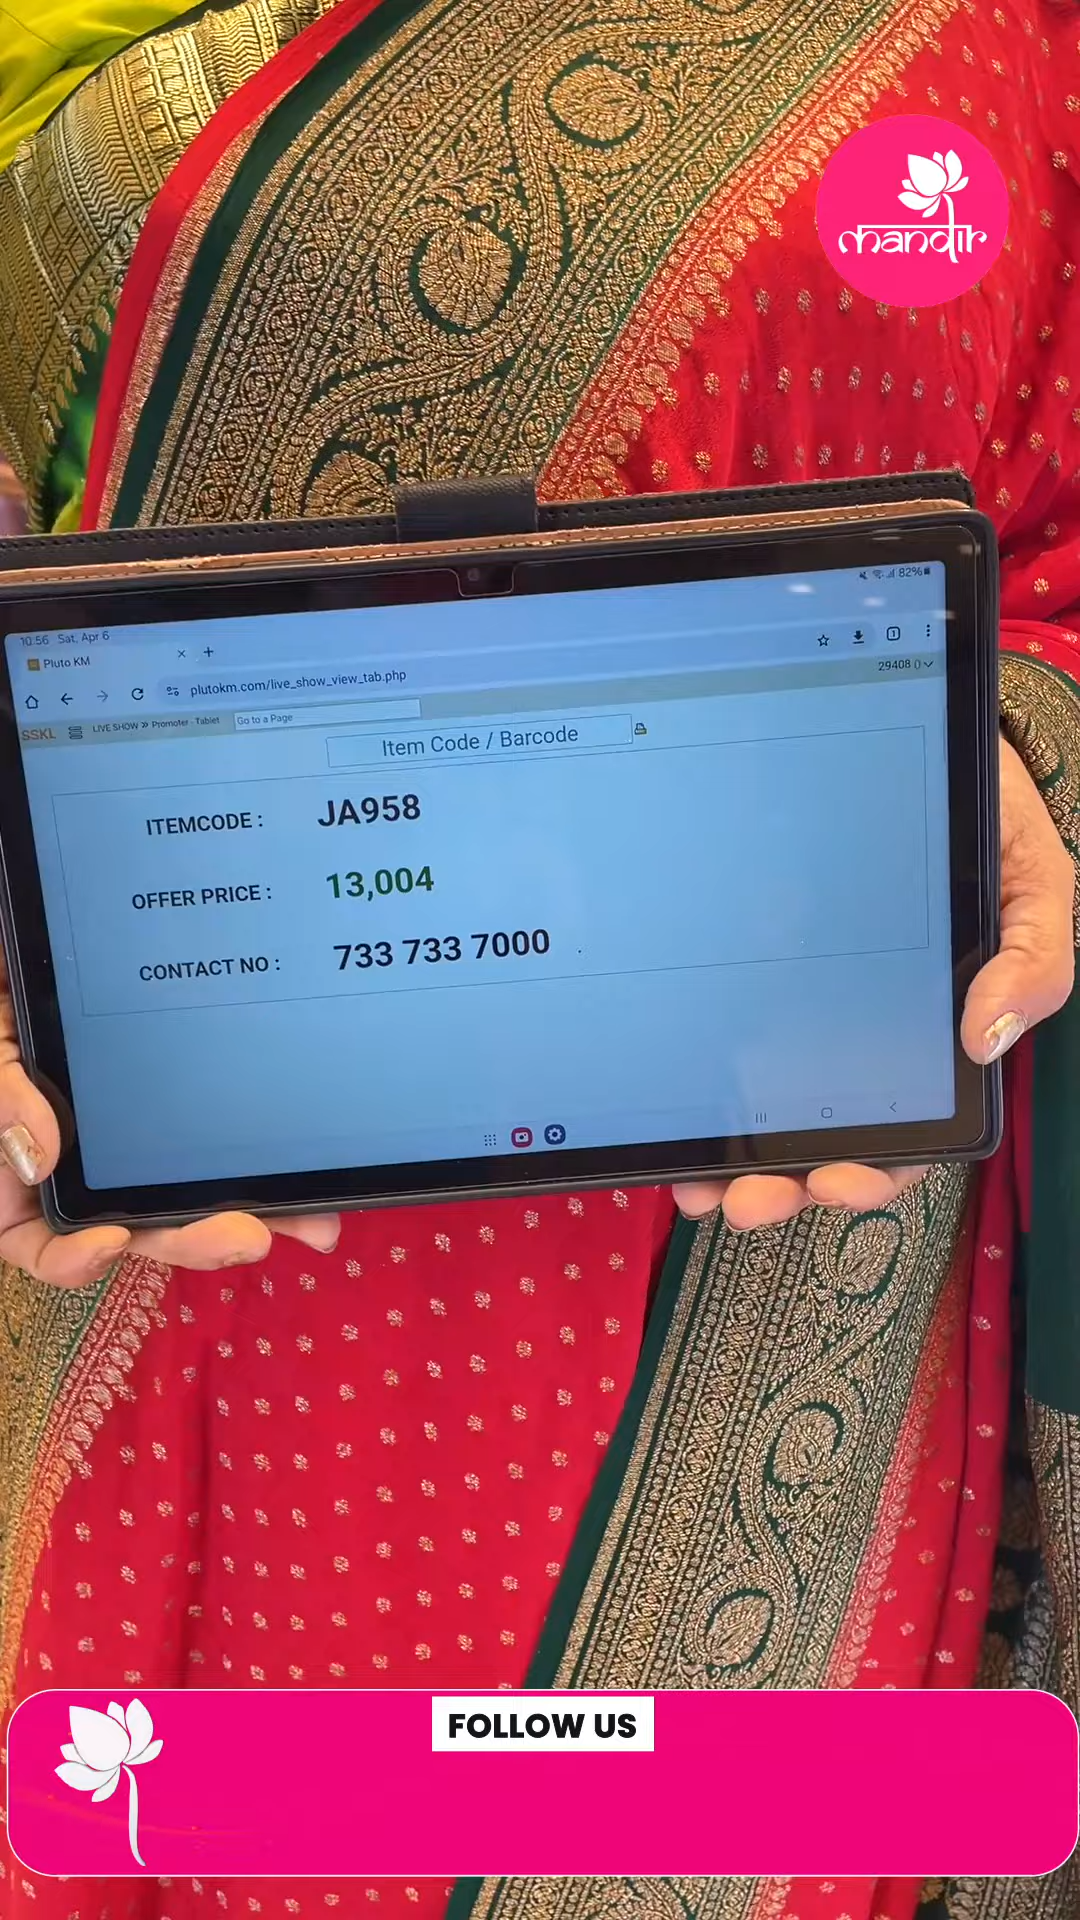 mandir
10:56 Sat, Apr 6
82%
Pluto KM
plutokm.com/live_show_view_tab.php
29408 ()
SSKL
LIVE SHOW » Promoter - Tablet
Go to a Page
Item Code / Barcode
ITEMCODE : JA958
OFFER PRICE : 13,004
CONTACT NO : 733 733 7000
FOLLOW US